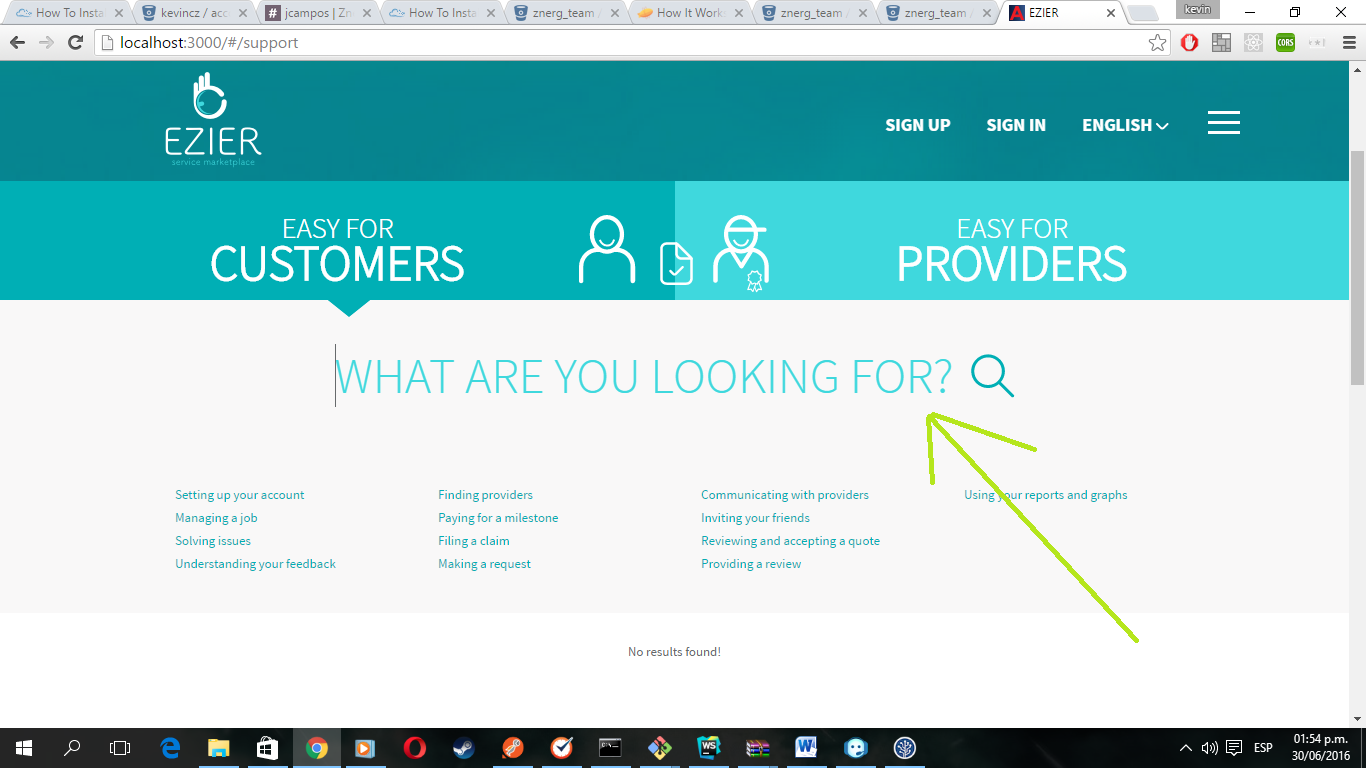 How To Insta
kevincz / acc
jcampos | Zn
How To Insta
znerg_team /
How It Work
znerg_team /
znerg_team /
EZIER
kevin
localhost:3000/#/support
CORS
EZIER
service marketplace
SIGN UP
SIGN IN
ENGLISH
EASY FOR
CUSTOMERS
EASY FOR
PROVIDERS
WHAT ARE YOU LOOKING FOR?
Setting up your account
Finding providers
Communicating with providers
Using your reports and graphs
Managing a job
Paying for a milestone
Inviting your friends
Solving issues
Filing a claim
Reviewing and accepting a quote
Understanding your feedback
Making a request
Providing a review
No results found!
WS
ESP
01:54 p.m.
30/06/2016